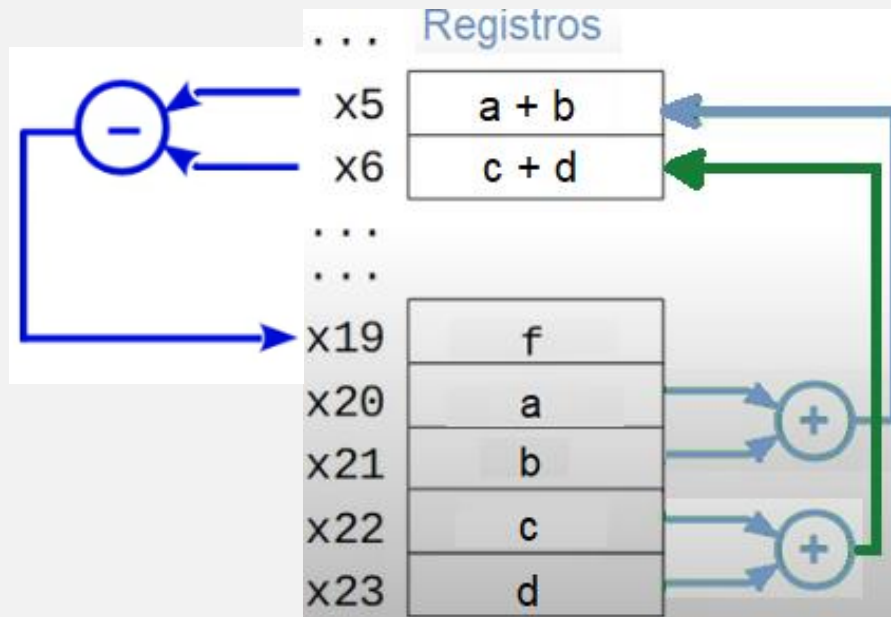 ... Registros
x5 a + b
− x6 c + d
...
...
x19 f
x20 a
+
x21 b
x22 c
+
x23 d